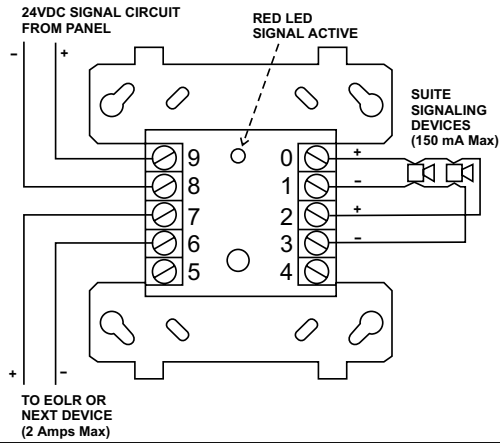 24VDC SIGNAL CIRCUIT
FROM PANEL
RED LED
SIGNAL ACTIVE
SUITE
SIGNALING
DEVICES
(150 mA Max)
- +
9 0 +
8 1 -
7 2 +
6 3 -
5 4
+ -
TO EOLR OR
NEXT DEVICE
(2 Amps Max)